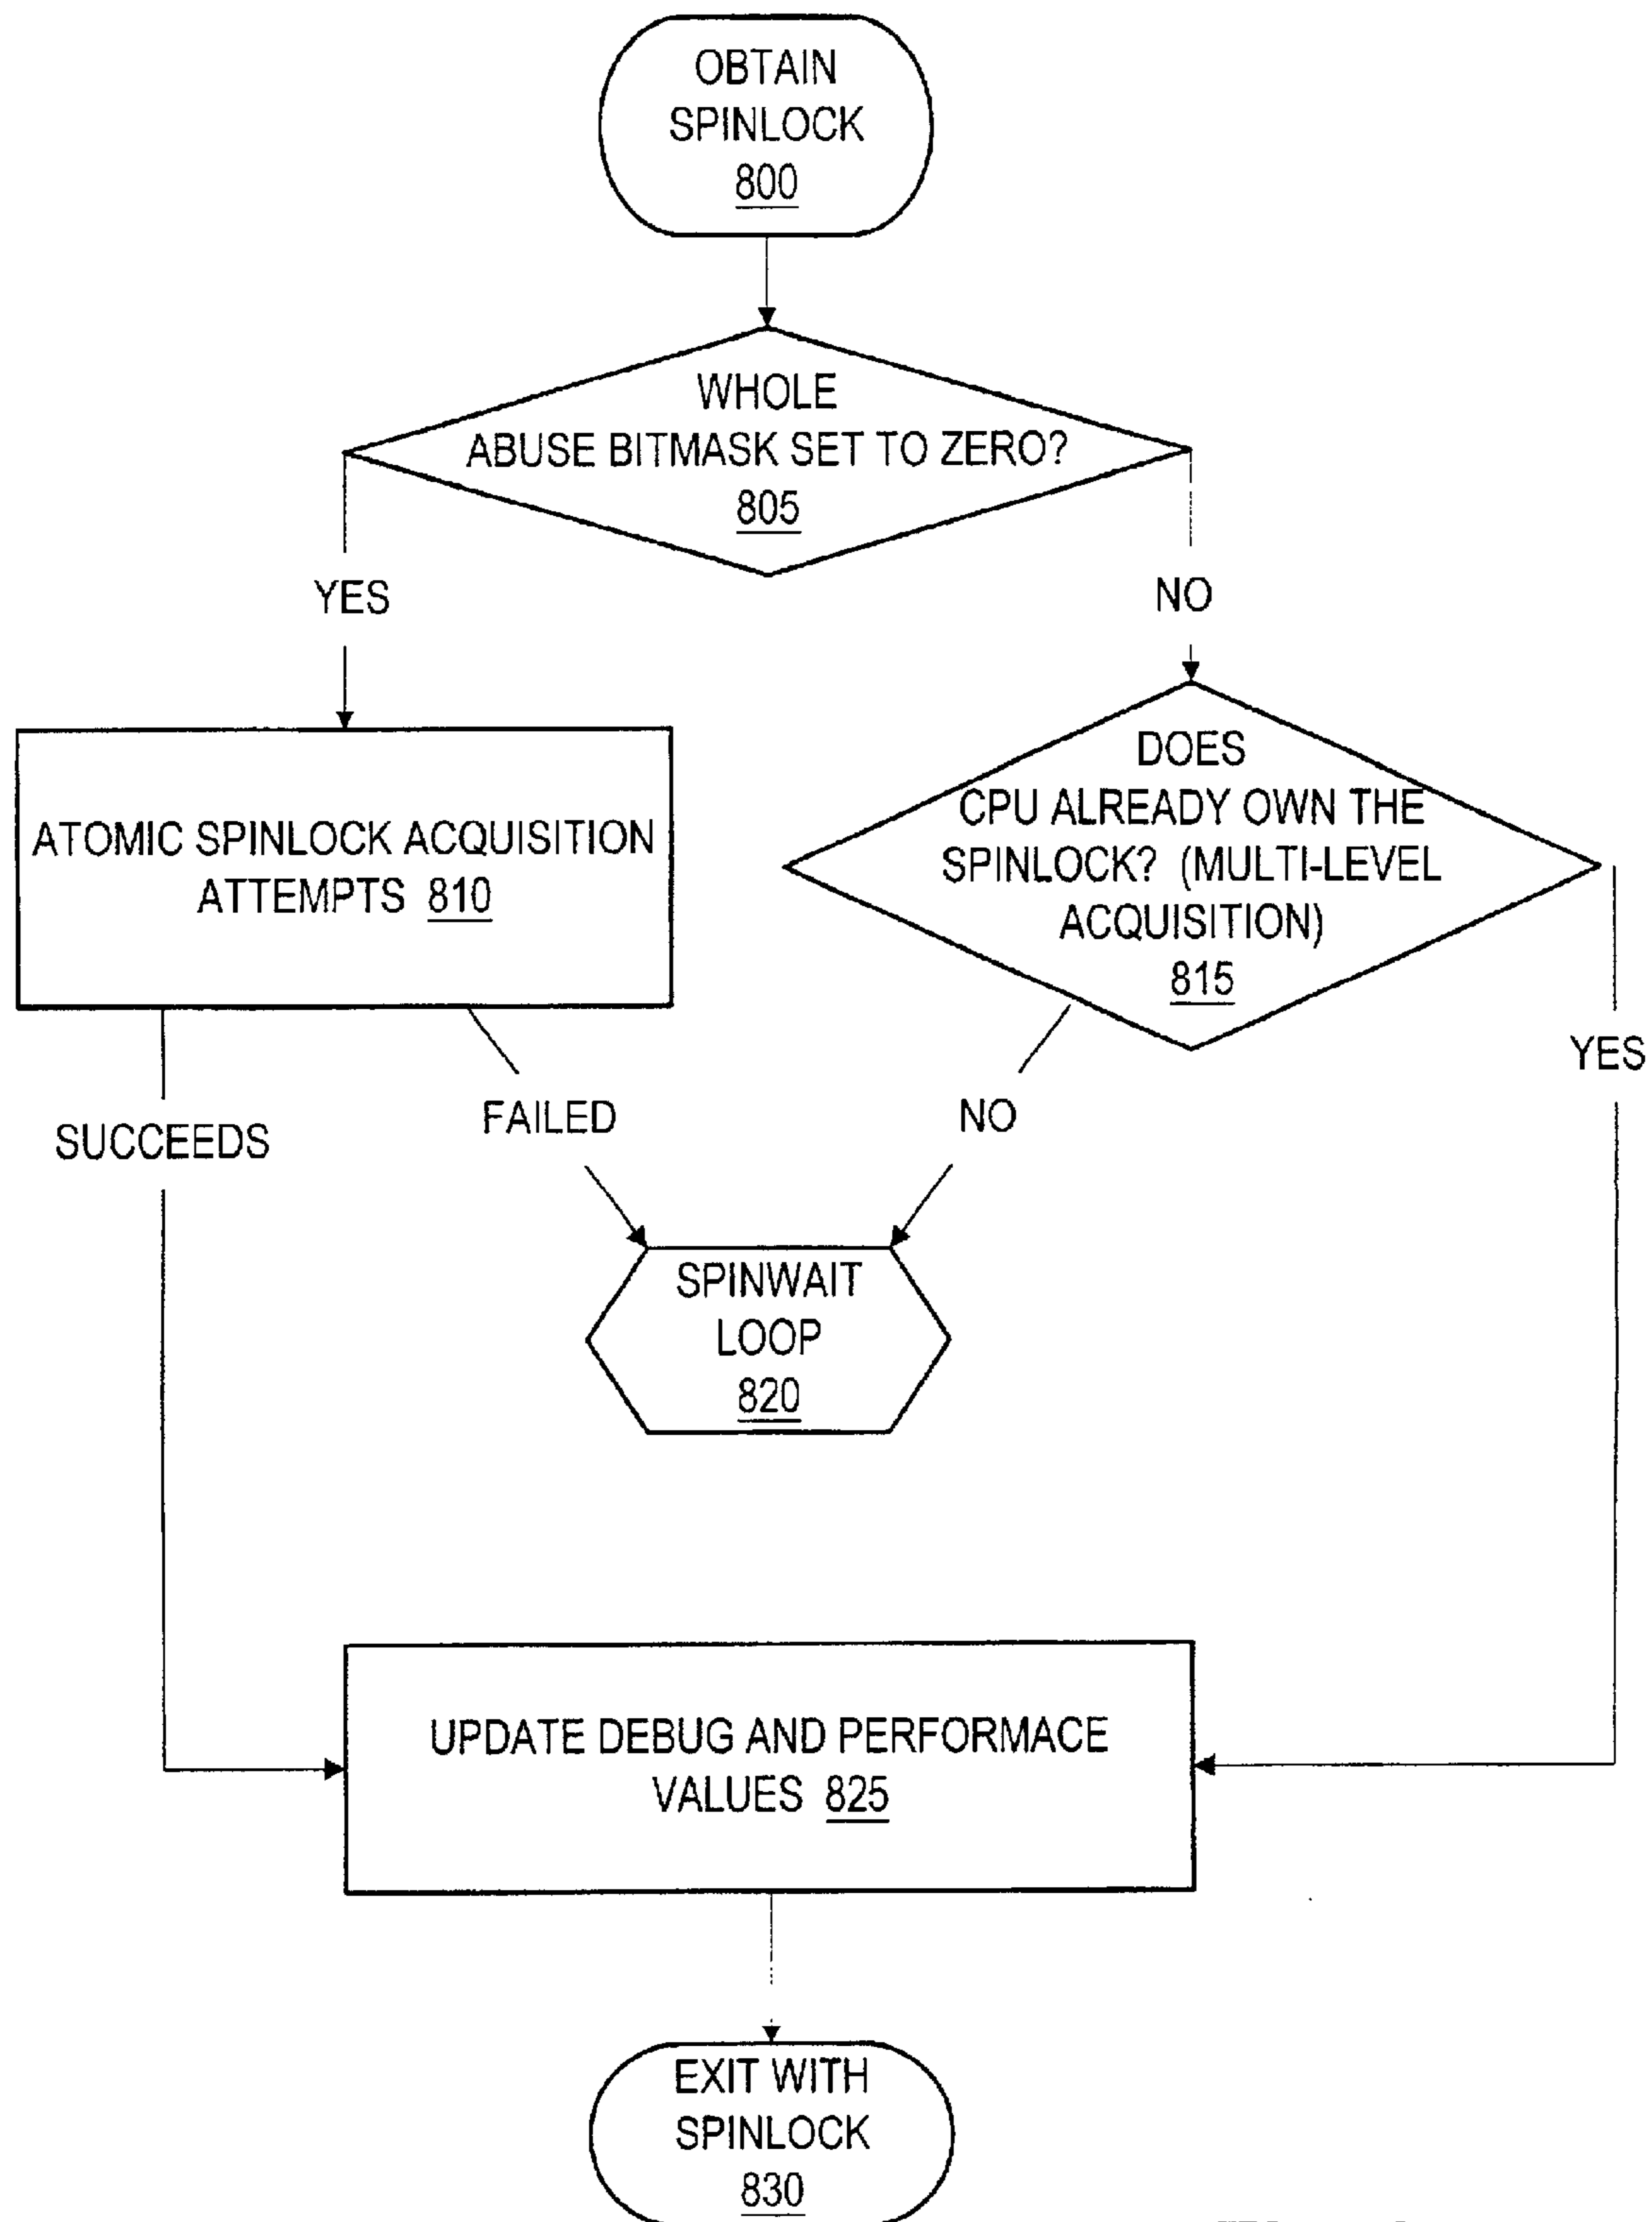 OBTAIN
SPINLOCK
800
WHOLE
ABUSE BITMASK SET TO ZERO?
805
YES
NO
ATOMIC SPINLOCK ACQUISITION
ATTEMPTS 810
DOES
CPU ALREADY OWN THE
SPINLOCK? (MULTI-LEVEL
ACQUISITION)
815
YES
SUCCEEDS
FAILED
NO
SPINWAIT
LOOP
820
UPDATE DEBUG AND PERFORMACE
VALUES 825
EXIT WITH
SPINLOCK
830